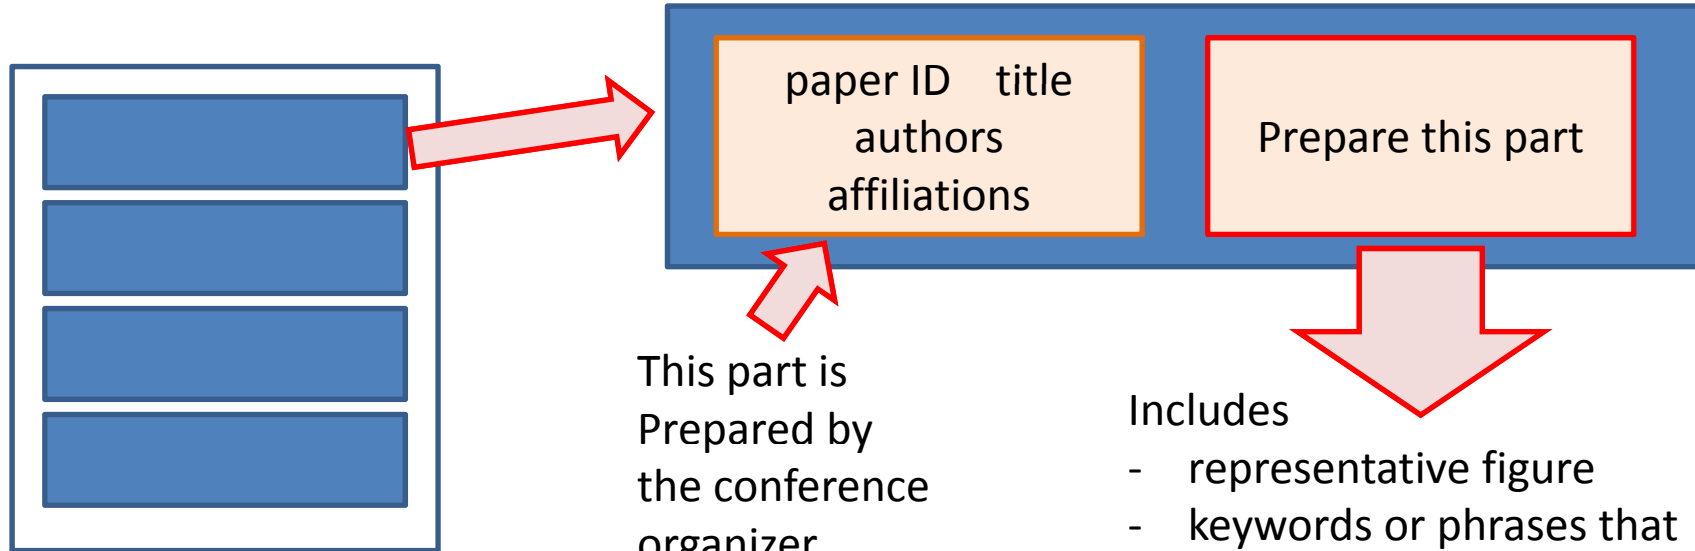 paper ID title
authors
affiliations
Prepare this part
This part is
Prepared by
the conference
organizer
Includes
- representative figure
- keywords or phrases that